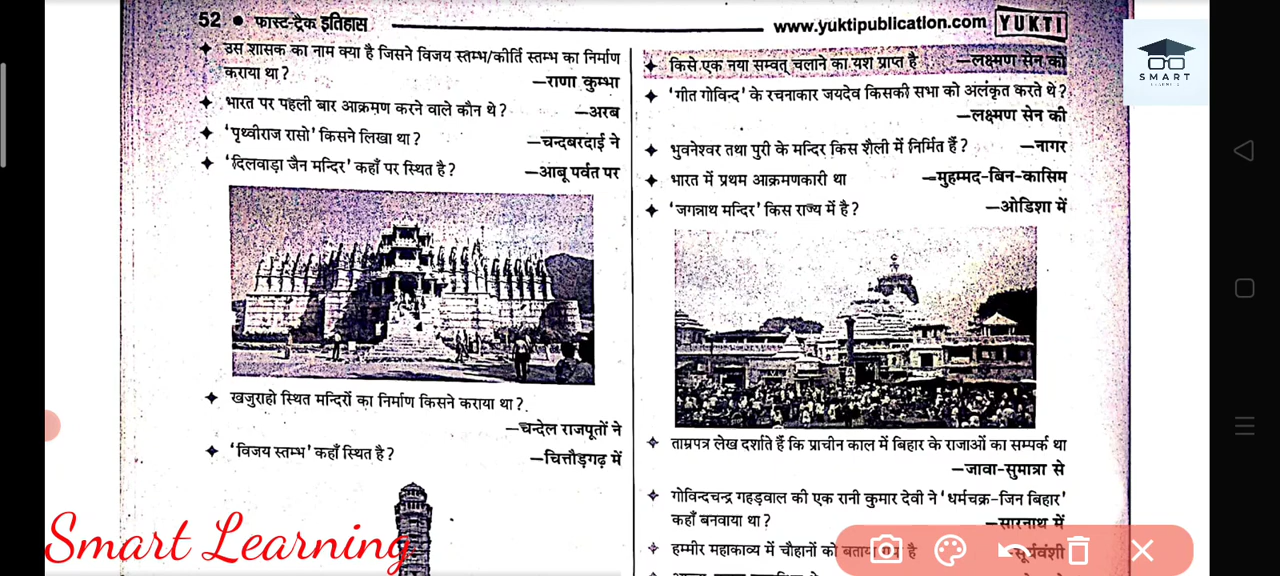 52 • फास्ट-ट्रैक इतिहास
www.yuktipublication.com YUKTI
SMART
उस शासक का नाम क्या है जिसने विजय स्तम्भ/कीर्ति स्तम्भ का निर्माण
कराया था?
—राणा कुम्भा
भारत पर पहली बार आक्रमण करने वाले कौन थे?
—अरब
'पृथ्वीराज रासो' किसने लिखा था?
—चन्दबरदाई ने
'दिलवाड़ा जैन मन्दिर' कहाँ पर स्थित है?
—आबू पर्वत पर
खजुराहो स्थित मन्दिरों का निर्माण किसने कराया था?
—चन्देल राजपूतों ने
'विजय स्तम्भ' कहाँ स्थित है?
—चित्तौड़गढ़ में
किसे एक नया सम्वत् चलाने का यश प्राप्त है
—लक्ष्मण सेन को
'गीत गोविन्द' के रचनाकार जयदेव किसकी सभा को अलंकृत करते थे?
—लक्ष्मण सेन की
भुवनेश्वर तथा पुरी के मन्दिर किस शैली में निर्मित हैं?
—नागर
भारत में प्रथम आक्रमणकारी था
—मुहम्मद-बिन-कासिम
'जगन्नाथ मन्दिर' किस राज्य में है?
—ओडिशा में
ताम्रपत्र लेख दर्शाते हैं कि प्राचीन काल में बिहार के राजाओं का सम्पर्क था
—जावा-सुमात्रा से
गोविन्दचन्द्र गहड़वाल की एक रानी कुमार देवी ने 'धर्मचक्र-जिन बिहार'
कहाँ बनवाया था?
—सारनाथ में
हम्मीर महाकाव्य में चौहानों को बताया गया है
—सूर्यवंशी
Smart Learning